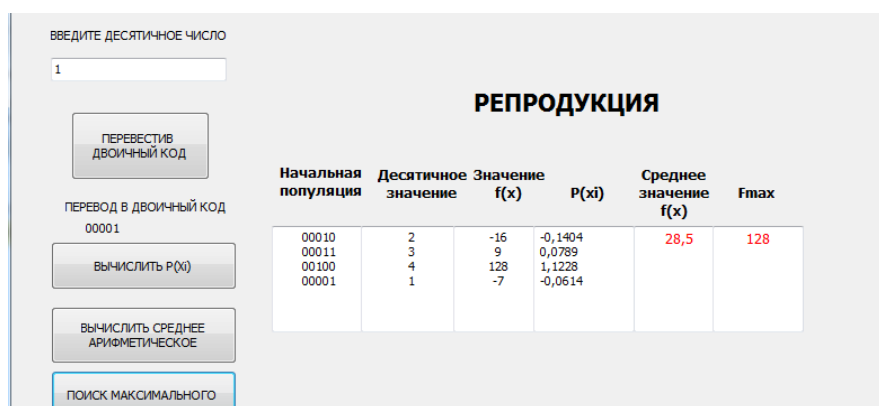 ВВЕДИТЕ ДЕСЯТИЧНОЕ ЧИСЛО
1
ПЕРЕВЕСТИВ
ДВОИЧНЫЙ КОД
ПЕРЕВОД В ДВОИЧНЫЙ КОД
00001
ВЫЧИСЛИТЬ P(Xi)
ВЫЧИСЛИТЬ СРЕДНЕЕ
АРИФМЕТИЧЕСКОЕ
ПОИСК МАКСИМАЛЬНОГО
РЕПРОДУКЦИЯ
Начальная Десятичное Значение Среднее
популяция значение f(x) P(xi) значение Fmax
f(x)
00010 2 -16 -0,1404 28,5 128
00011 3 9 0,0789
00100 4 128 1,1228
00001 1 -7 -0,0614